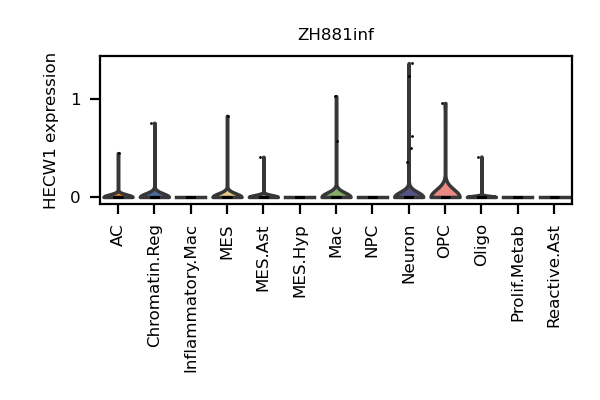 ZH881inf
HECW1 expression
1
0
AC
Chromatin.Reg
Inflammatory.Mac
MES
MES.Ast
MES.Hyp
Mac
NPC
Neuron
OPC
Oligo
Prolif.Metab
Reactive.Ast